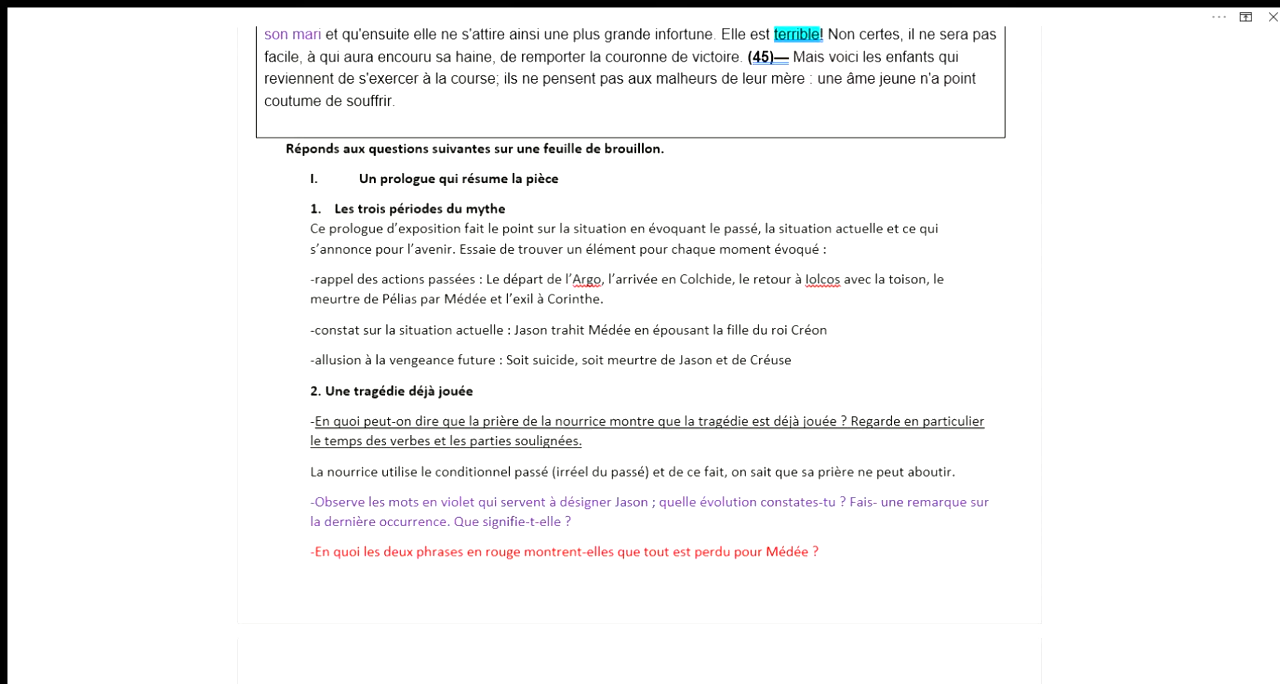 son mari et qu'ensuite elle ne s'attire ainsi une plus grande infortune. Elle est terrible! Non certes, il ne sera pas
facile, à qui aura encouru sa haine, de remporter la couronne de victoire. (45)— Mais voici les enfants qui
reviennent de s'exercer à la course; ils ne pensent pas aux malheurs de leur mère : une âme jeune n'a point
coutume de souffrir.
Réponds aux questions suivantes sur une feuille de brouillon.
I. Un prologue qui résume la pièce
1. Les trois périodes du mythe
Ce prologue d’exposition fait le point sur la situation en évoquant le passé, la situation actuelle et ce qui
s’annonce pour l’avenir. Essaie de trouver un élément pour chaque moment évoqué :
-rappel des actions passées : Le départ de l’Argo, l’arrivée en Colchide, le retour à Iolcos avec la toison, le
meurtre de Pélias par Médée et l’exil à Corinthe.
-constat sur la situation actuelle : Jason trahit Médée en épousant la fille du roi Créon
-allusion à la vengeance future : Soit suicide, soit meurtre de Jason et de Créuse
2. Une tragédie déjà jouée
-En quoi peut-on dire que la prière de la nourrice montre que la tragédie est déjà jouée ? Regarde en particulier
le temps des verbes et les parties soulignées.
La nourrice utilise le conditionnel passé (irréel du passé) et de ce fait, on sait que sa prière ne peut aboutir.
-Observe les mots en violet qui servent à désigner Jason ; quelle évolution constates-tu ? Fais- une remarque sur
la dernière occurrence. Que signifie-t-elle ?
-En quoi les deux phrases en rouge montrent-elles que tout est perdu pour Médée ?